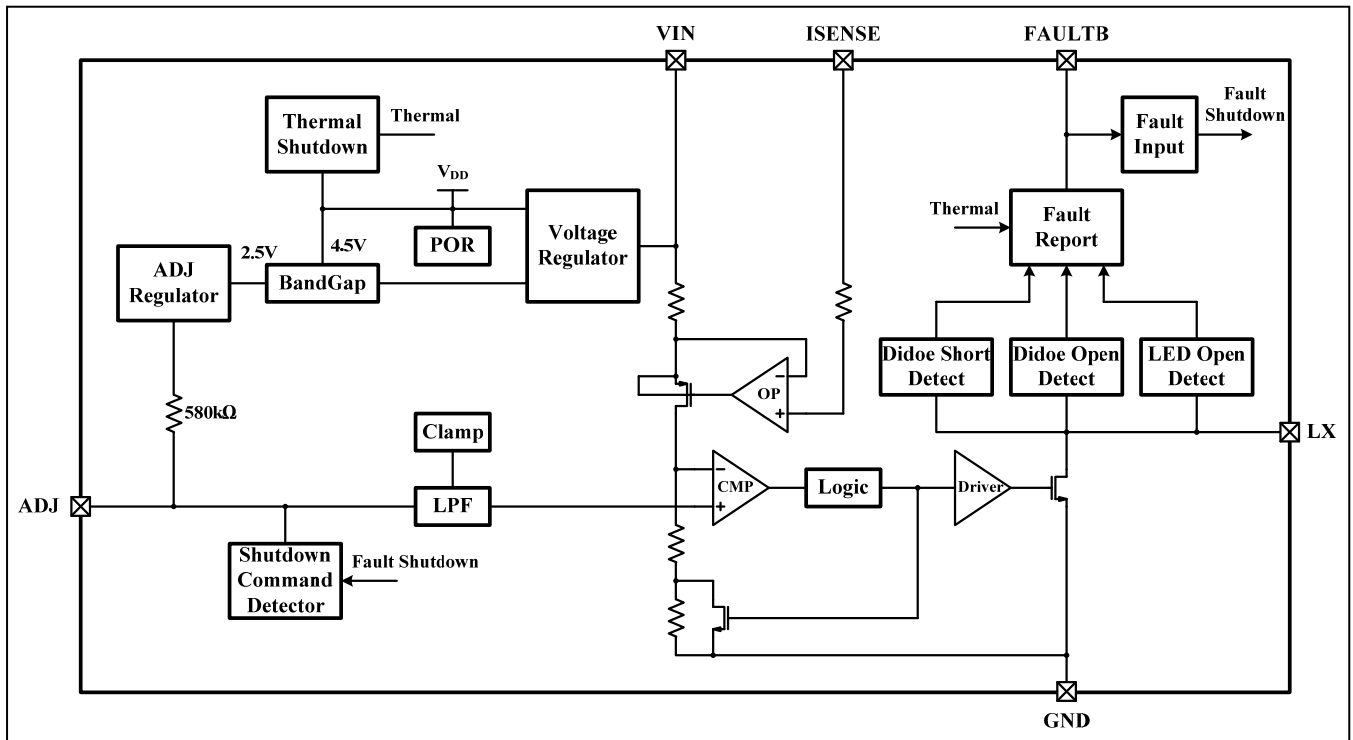 VIN
ISENSE
FAULTB
Thermal
Shutdown
Thermal
Fault
Input
Fault
Shutdown
VDD
POR
Voltage
Regulator
Thermal
Fault
Report
ADJ
Regulator
2.5V
4.5V
BandGap
580kΩ
OP
-
+
Didoe Short
Detect
Didoe Open
Detect
LED Open
Detect
LX
Clamp
ADJ
LPF
-
+
CMP
Logic
Driver
Shutdown
Command
Detector
Fault Shutdown
GND